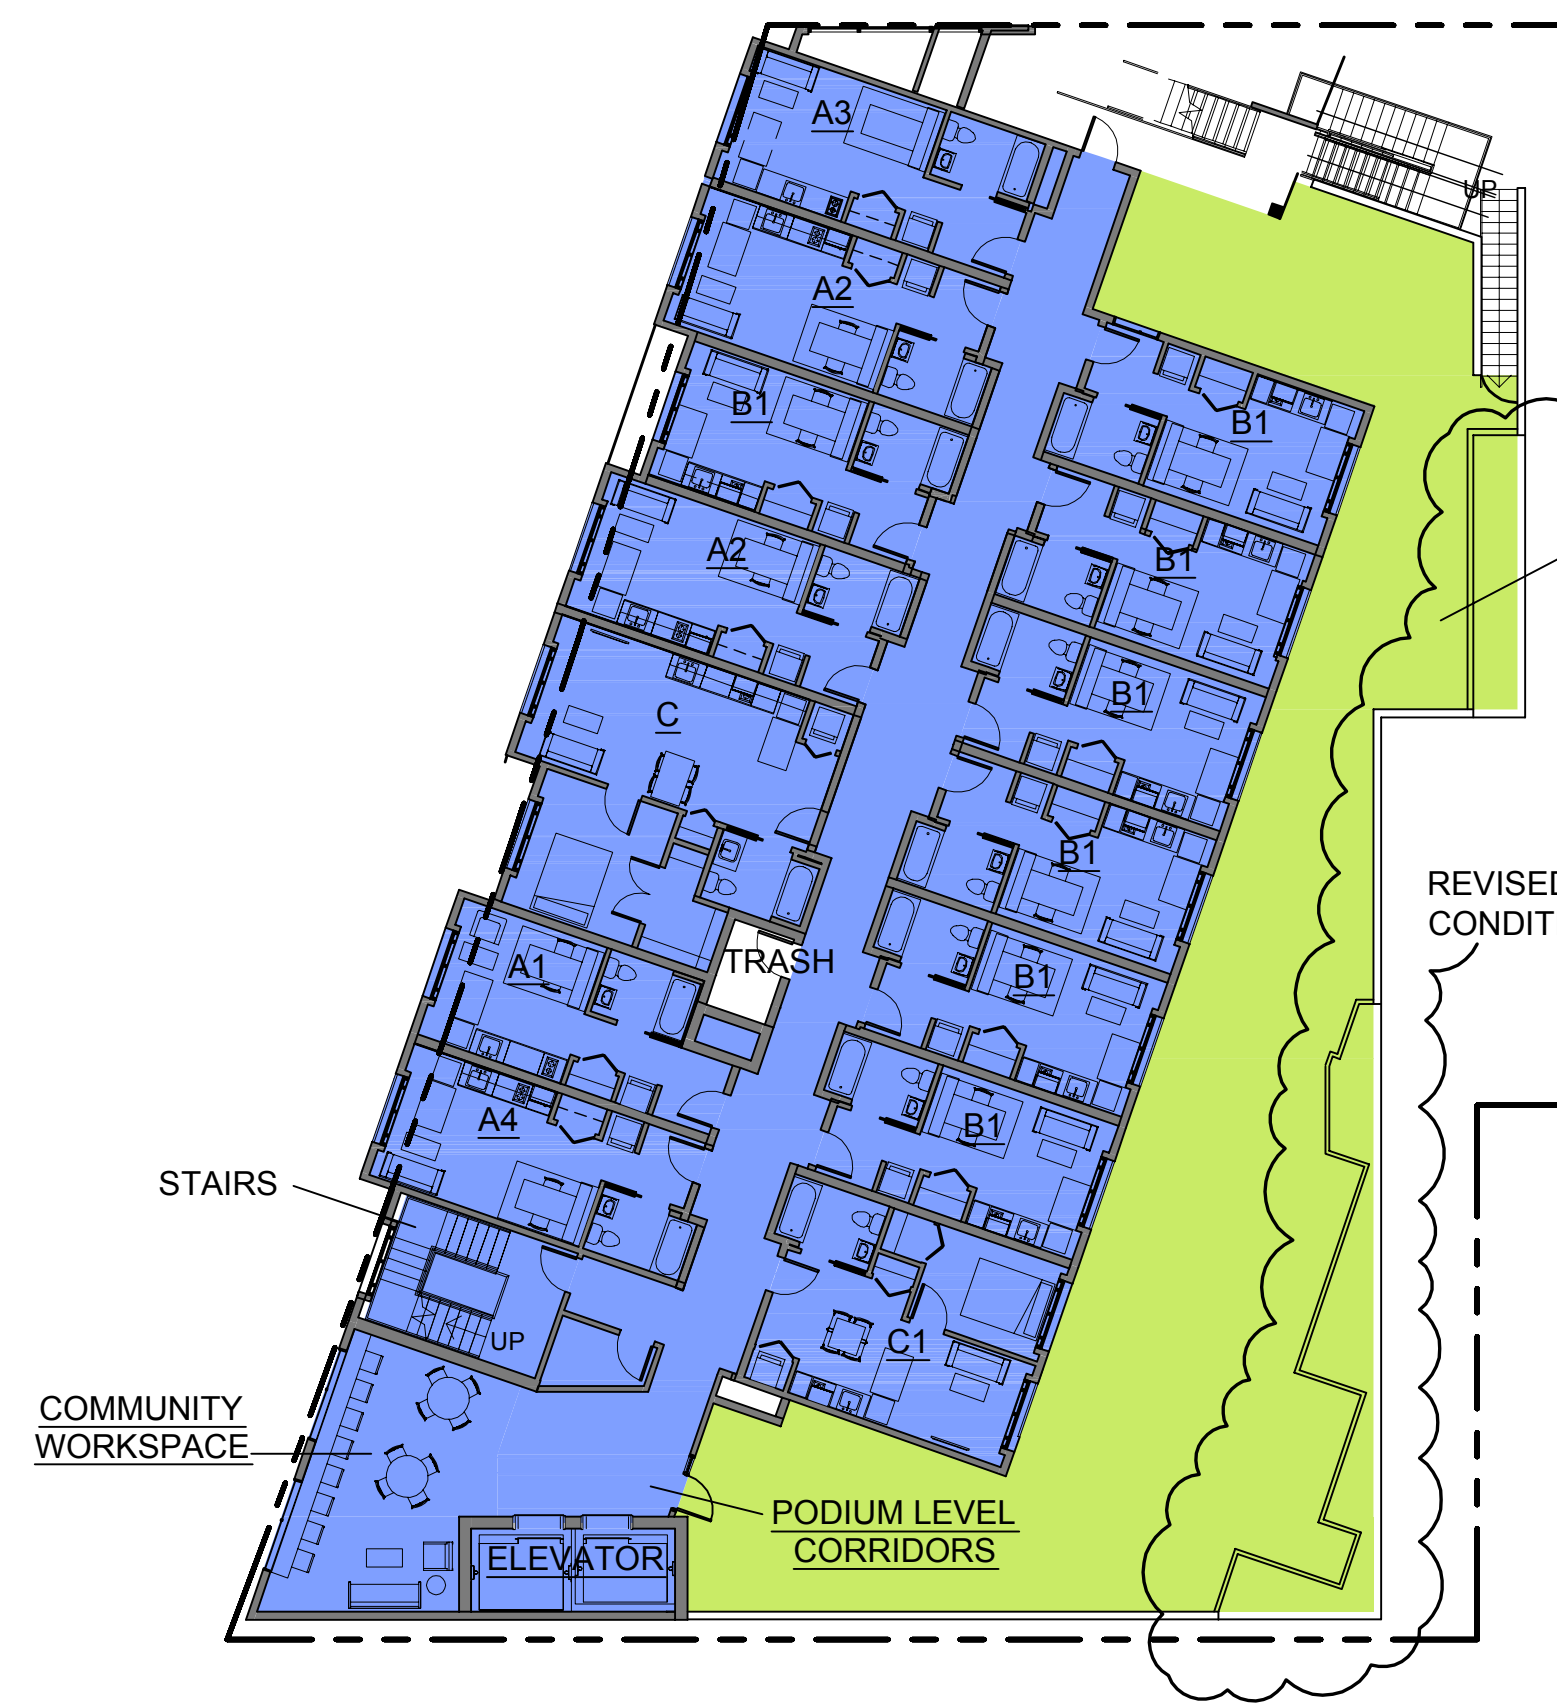 A3
UP
A2
B1
B1
A2
B1
B1
C
B1
REVISED
CONDIT
TRASH
A1
B1
A4
B1
STAIRS
UP
C1
COMMUNITY
WORKSPACE
PODIUM LEVEL
CORRIDORS
ELEVATOR